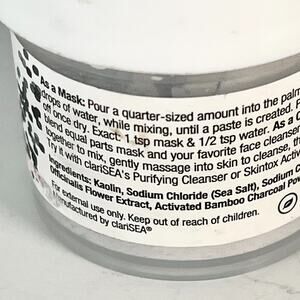 As a Mask: Pour a quarter-sized amount into the palm
drops of water, while mixing, until a paste is created.
off once dry. Exact: 1 tsp mask & 1/2 tsp water. As a C
blend equal parts mask and your favorite face cleanser
together to mix, gently massage into skin to cleanse, th
Try it with clariSEA's Purifying Cleanser or Skintox Activ
Ingredients: Kaolin, Sodium Chloride (Sea Salt), Sodium C
Officinalis Flower Extract, Activated Bamboo Charcoal Pow
For external use only. Keep out of reach of children.
Manufactured by clariSEA®